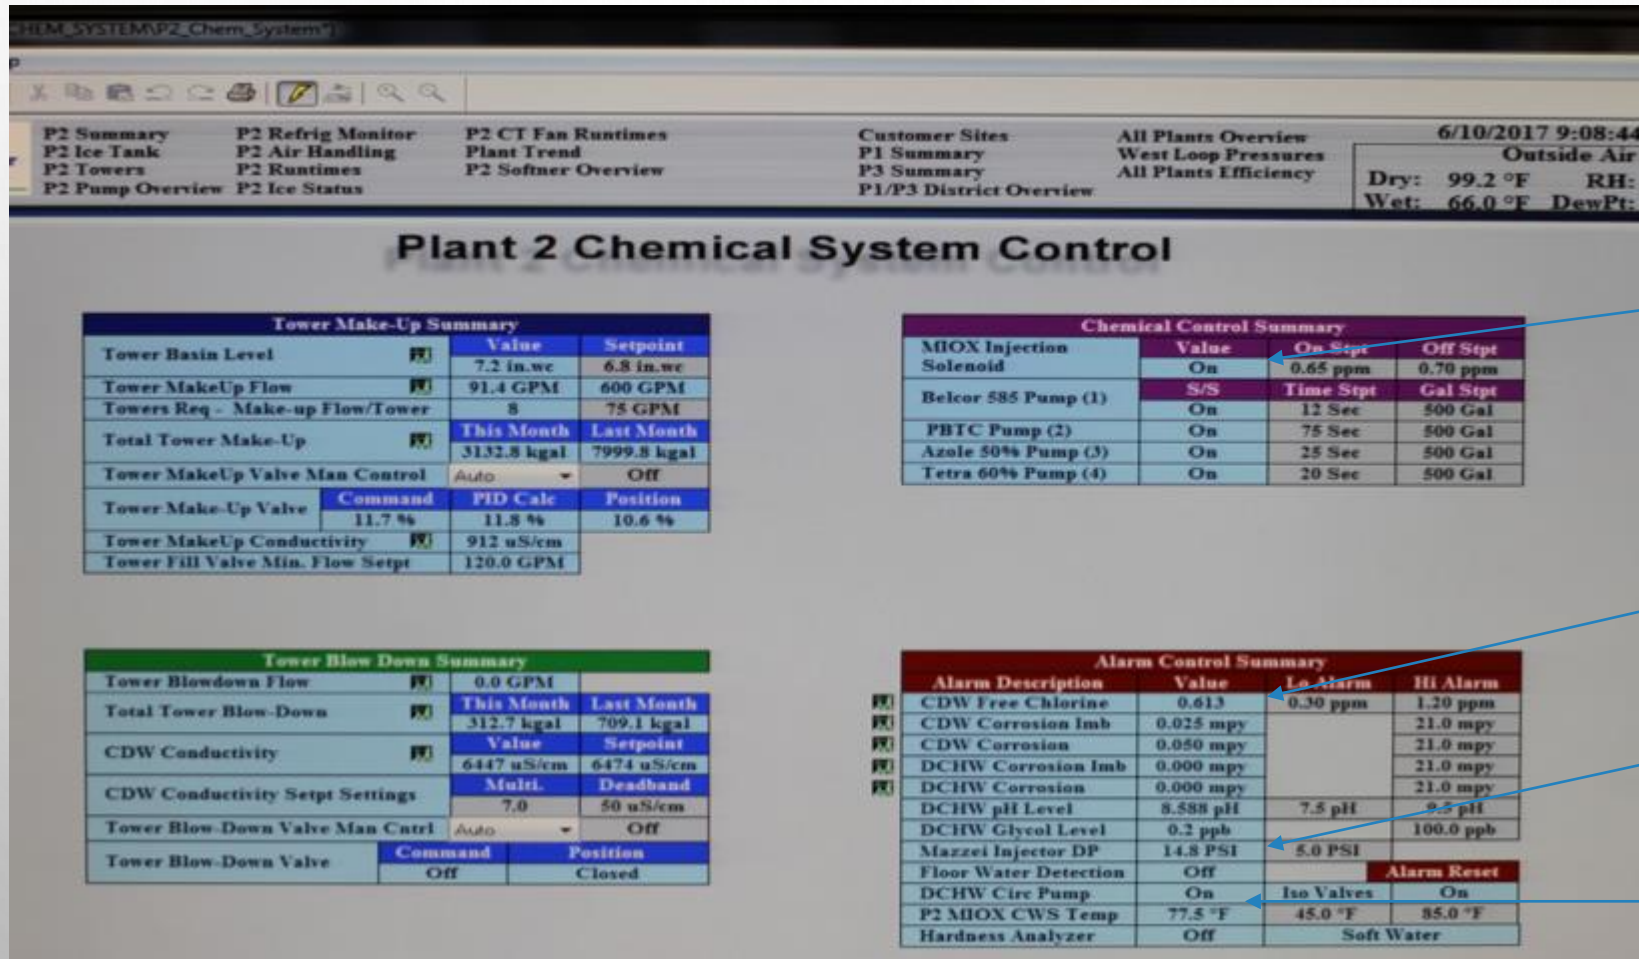 HEM_SYSTEM\P2_Chem_System*]
P2 Summary P2 Refrig Monitor P2 CT Fan Runtimes Customer Sites All Plants Overview 6/10/2017 9:08:44
P2 Ice Tank P2 Air Handling Plant Trend P1 Summary West Loop Pressures Outside Air
P2 Towers P2 Runtimes P2 Softner Overview P3 Summary All Plants Efficiency Dry: 99.2 °F RH:
P2 Pump Overview P2 Ice Status P1/P3 District Overview Wet: 66.0 °F DewPt:
Plant 2 Chemical System Control
Tower Make-Up Summary
Value Setpoint
Tower Basin Level 7.2 in.wc 6.8 in.wc
Tower MakeUp Flow 91.4 GPM 600 GPM
Towers Req - Make-up Flow/Tower 8 75 GPM
This Month Last Month
Total Tower Make-Up 3132.8 kgal 7999.8 kgal
Tower MakeUp Valve Man Control Auto Off
Command PID Calc Position
Tower Make-Up Valve 11.7 % 11.8 % 10.6 %
Tower MakeUp Conductivity 912 uS/cm
Tower Fill Valve Min. Flow Setpt 120.0 GPM
Chemical Control Summary
MIOX Injection Value On Stpt Off Stpt
Solenoid On 0.65 ppm 0.70 ppm
S/S Time Stpt Gal Stpt
Belcor 585 Pump (1) On 12 Sec 500 Gal
PBTC Pump (2) On 75 Sec 500 Gal
Azole 50% Pump (3) On 25 Sec 500 Gal
Tetra 60% Pump (4) On 20 Sec 500 Gal
Tower Blow Down Summary
Tower Blowdown Flow 0.0 GPM
This Month Last Month
Total Tower Blow-Down 312.7 kgal 709.1 kgal
Value Setpoint
CDW Conductivity 6447 uS/cm 6474 uS/cm
Multi. Deadband
CDW Conductivity Setpt Settings 7.0 50 uS/cm
Tower Blow-Down Valve Man Cntrl Auto Off
Command Position
Tower Blow-Down Valve Off Closed
Alarm Control Summary
Alarm Description Value Lo Alarm Hi Alarm
CDW Free Chlorine 0.613 0.30 ppm 1.20 ppm
CDW Corrosion Imb 0.025 mpy 21.0 mpy
CDW Corrosion 0.050 mpy 21.0 mpy
DCHW Corrosion Imb 0.000 mpy 21.0 mpy
DCHW Corrosion 0.000 mpy 21.0 mpy
DCHW pH Level 8.588 pH 7.5 pH 9.5 pH
DCHW Glycol Level 0.2 ppb 100.0 ppb
Mazzei Injector DP 14.8 PSI 5.0 PSI
Floor Water Detection Off Alarm Reset
DCHW Circ Pump On Iso Valves On
P2 MIOX CWS Temp 77.5 °F 45.0 °F 85.0 °F
Hardness Analyzer Off Soft Water